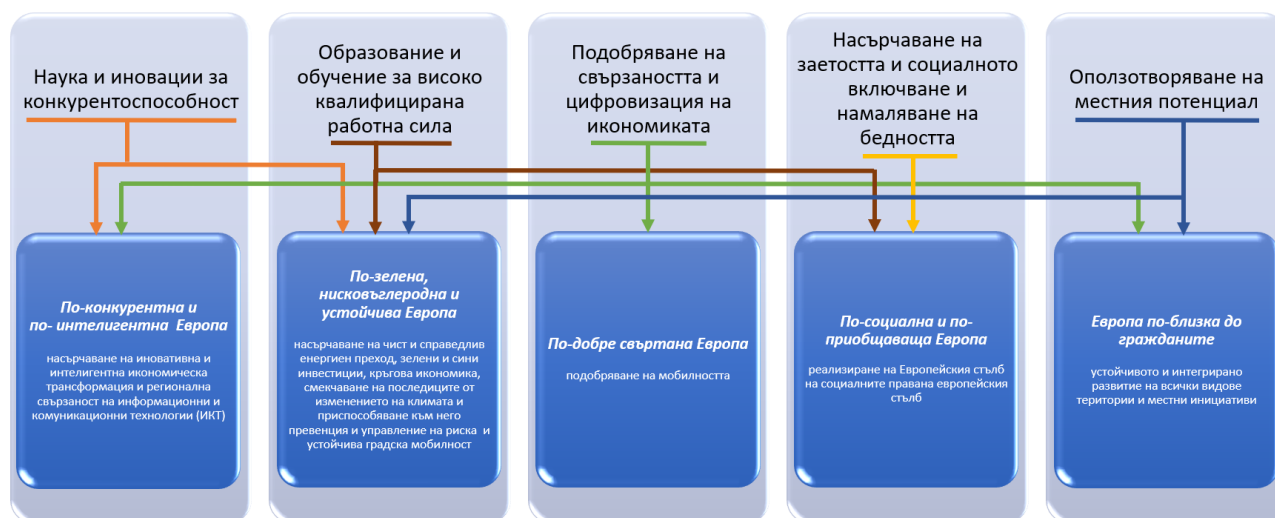 Наука и иновации за
конкурентоспособност
Образование и
обучение за високо
квалифицирана
работна сила
Подобряване на
свързаността и
цифровизация на
икономиката
Насърчаване на
заетостта и социалното
включване и
намаляване на
бедността
Оползотворяване на
местния потенциал
По-конкурентна и
по- интелигентна Европа
насърчаване на иновативна и
интелигентна икономическа
трансформация и регионална
свързаност на информационни и
комуникационни технологии (ИКТ)
По-зелена,
нисковъглеродна и
устойчива Европа
насърчаване на чист и справедлив
енергиен преход, зелени и сини
инвестиции, кръгова икономика,
смекчаване на последиците от
изменението на климата и
приспособяване към него
превенция и управление на риска и
устойчива градска мобилност
По-добре свъртана Европа
подобряване на мобилността
По-социална и по-
приобщаваща Европа
реализиране на Европейския стълб
на социалните правана европейския
стълб
Европа по-близка до
гражданите
устойчивото и интегрирано
развитие на всички видове
територии и местни инициативи